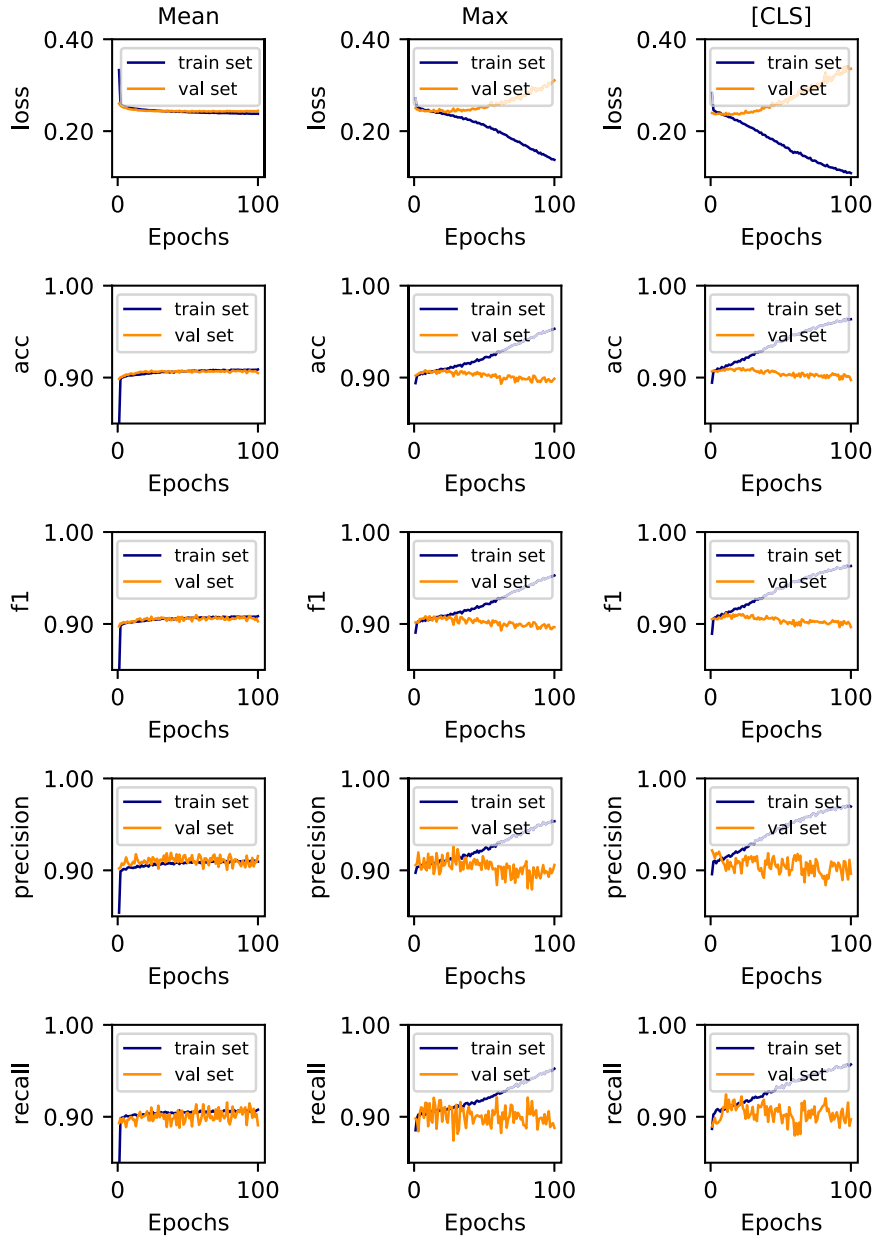 Mean Max [CLS]
0.40
0.20
loss
train set
val set
0 100
Epochs
loss
train set
val set
0 100
Epochs
loss
train set
val set
0 100
Epochs
1.00
0.90
acc
train set
val set
0 100
Epochs
1.00
0.90
acc
train set
val set
0 100
Epochs
1.00
0.90
acc
train set
val set
0 100
Epochs
1.00
0.90
f1
train set
val set
0 100
Epochs
1.00
0.90
f1
train set
val set
0 100
Epochs
1.00
0.90
f1
train set
val set
0 100
Epochs
1.00
0.90
precision
train set
val set
0 100
Epochs
1.00
0.90
precision
train set
val set
0 100
Epochs
1.00
0.90
precision
train set
val set
0 100
Epochs
1.00
0.90
recall
train set
val set
0 100
Epochs
1.00
0.90
recall
train set
val set
0 100
Epochs
1.00
0.90
recall
train set
val set
0 100
Epochs